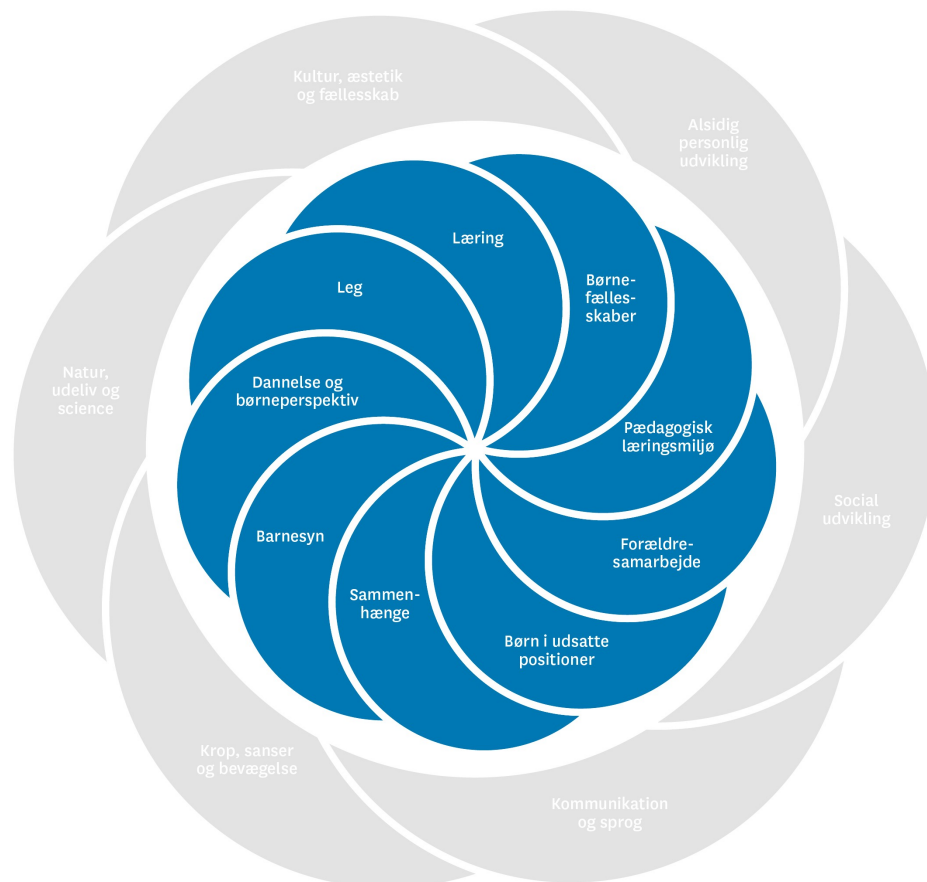 Kultur, æstetik
og fællesskab
Alsidig
personlig
udvikling
Læring
Børne-
fælles-
skaber
Leg
Natur,
udeliv og
science
Dannelse og
børneperspektiv
Pædagogisk
læringsmiljø
Social
udvikling
Barnesyn
Forældre-
samarbejde
Sammen-
hænge
Børn i udsatte
positioner
Krop, sanser
og bevægelse
Kommunikation
og sprog